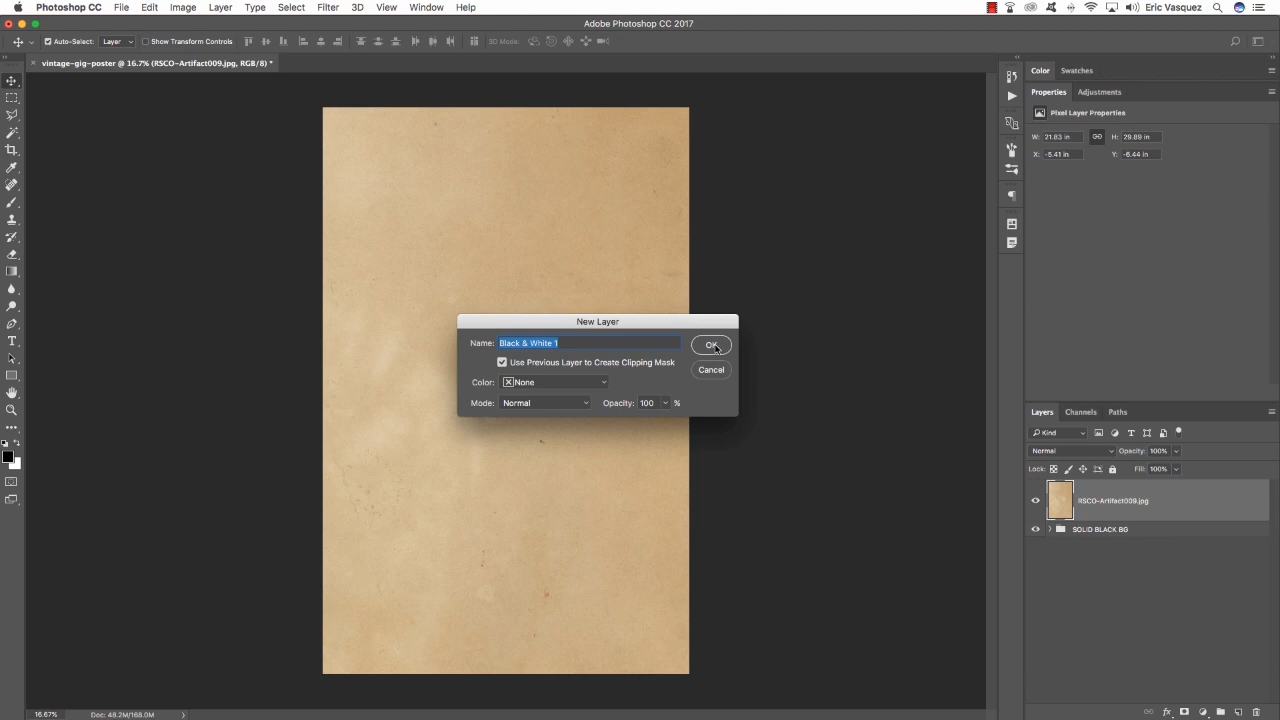 Photoshop CC File Edit Image Layer Type Select Filter 3D View Window Help Eric Vasquez
Adobe Photoshop CC 2017
Auto-Select: Layer Show Transform Controls 3D Mode:
vintage-gig-poster @ 16.7% (RSCO-Artifact009.jpg, RGB/8) *
Color Swatches
Properties Adjustments
Pixel Layer Properties
W: 21.83 in H: 29.89 in
X: -5.41 in Y: -6.44 in
New Layer
Name: Black & White 1 OK
Use Previous Layer to Create Clipping Mask
Cancel
Color: None
Mode: Normal Opacity: 100 %
Layers Channels Paths
Kind
Normal Opacity: 100%
Lock: Fill: 100%
RSCO-Artifact009.jpg
SOLID BLACK BG
16.67% Doc: 48.2M/168.0M